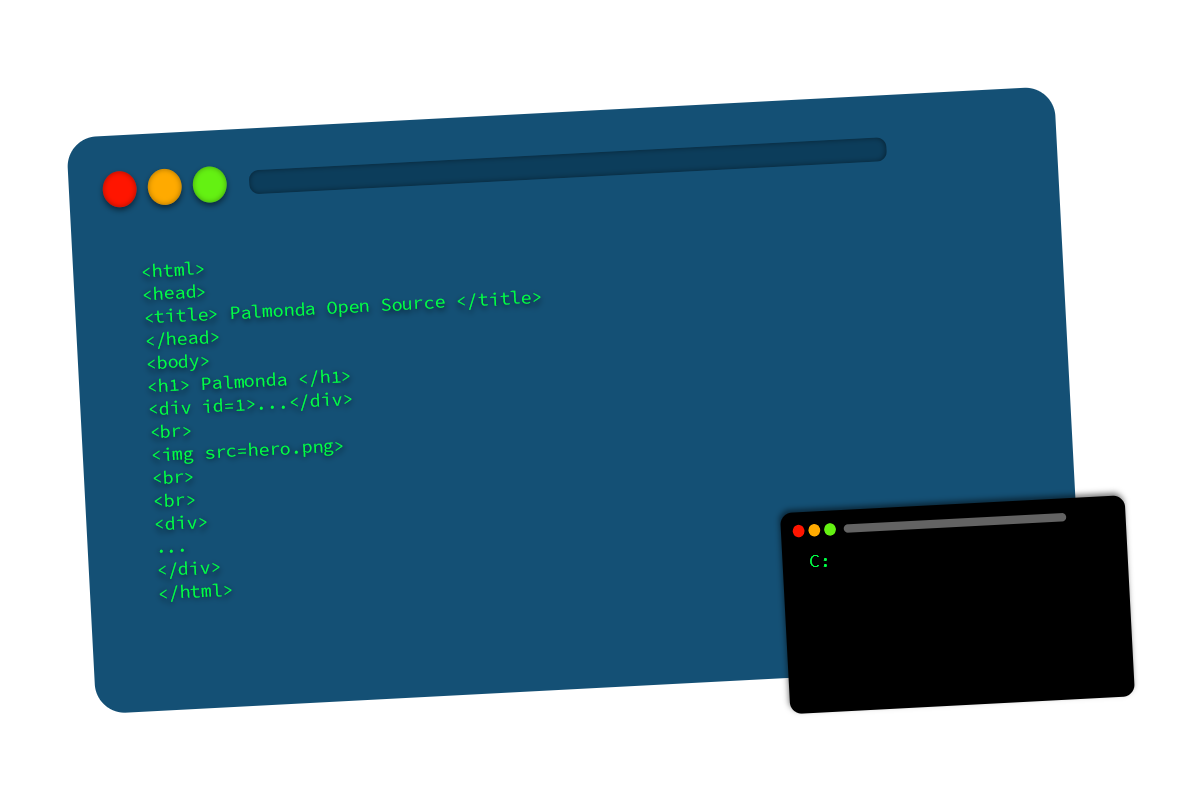 <html>
<head>
<title> Palmonda Open Source </title>
</head>
<body>
<h1> Palmonda </h1>
<div id=1>...</div>
<br>
<img src=hero.png>
<br>
<br>
<div>
...
</div>
</html>
C: